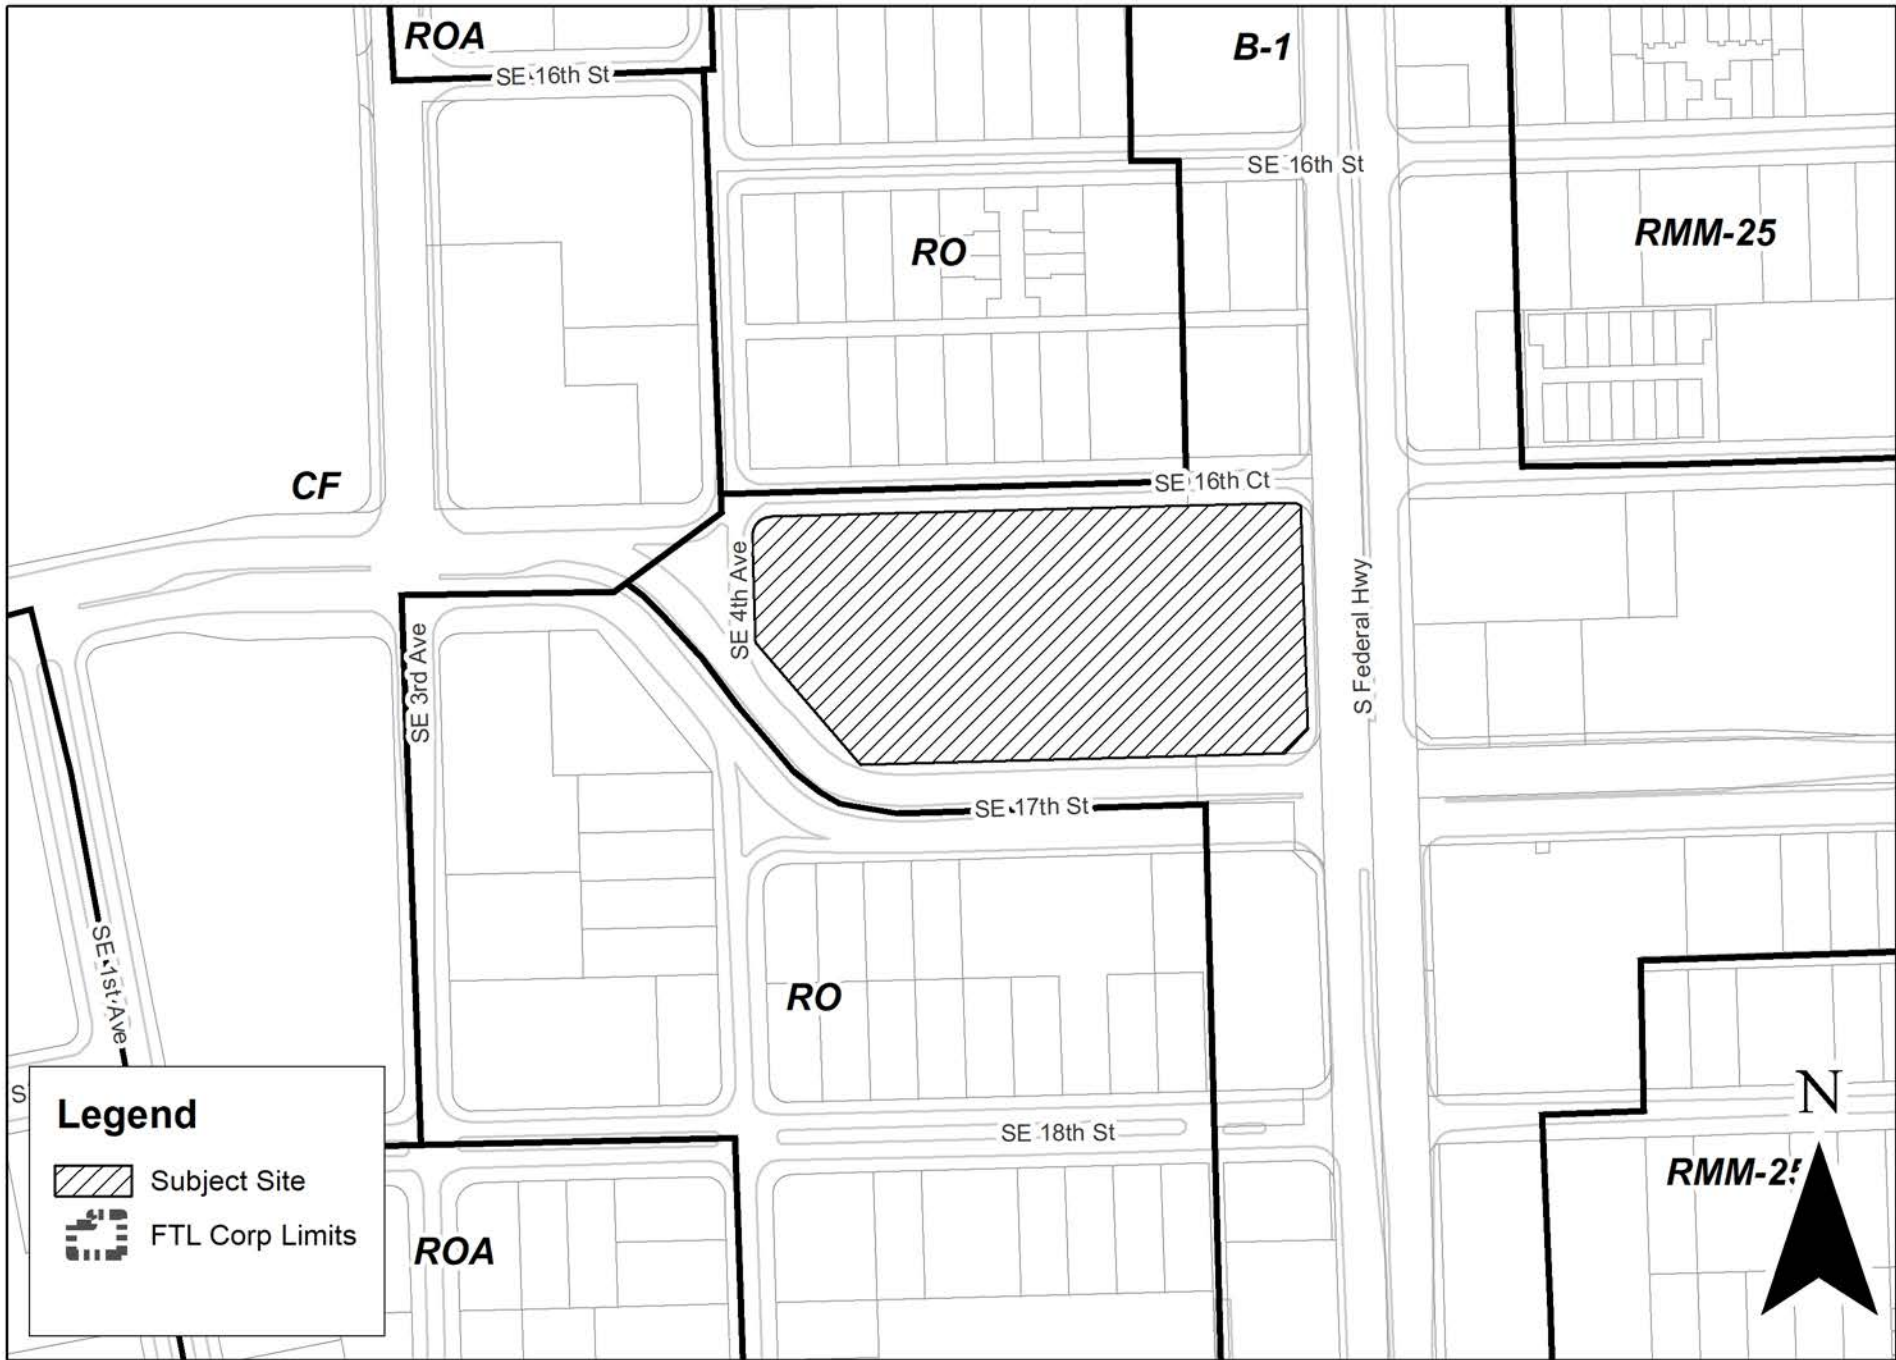 ROA
B-1
SE 16th St
SE 16th St
RMM-25
RO
CF
SE 16th Ct
SE 4th Ave
S Federal Hwy
SE 3rd Ave
SE 17th St
SE 1st Ave
RO
S
N
Legend
SE 18th St
RMM-25
Subject Site
FTL Corp Limits
ROA